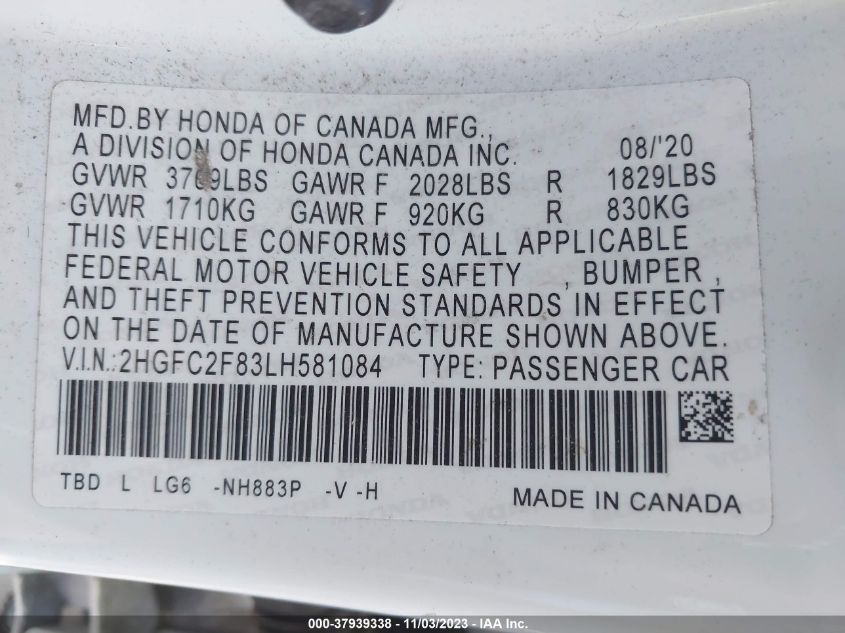 MFD.BY HONDA OF CANADA MFG.,
A DIVISION OF HONDA CANADA INC. 08/'20
GVWR 3769LBS GAWR F 2028LBS R 1829LBS
GVWR 1710KG GAWR F 920KG R 830KG
THIS VEHICLE CONFORMS TO ALL APPLICABLE
FEDERAL MOTOR VEHICLE SAFETY , BUMPER ,
AND THEFT PREVENTION STANDARDS IN EFFECT
ON THE DATE OF MANUFACTURE SHOWN ABOVE.
V.I.N.:2HGFC2F83LH581084 TYPE: PASSENGER CAR
TBD L LG6 -NH883P -V -H MADE IN CANADA
000-37939338 - 11/03/2023 - IAA Inc.